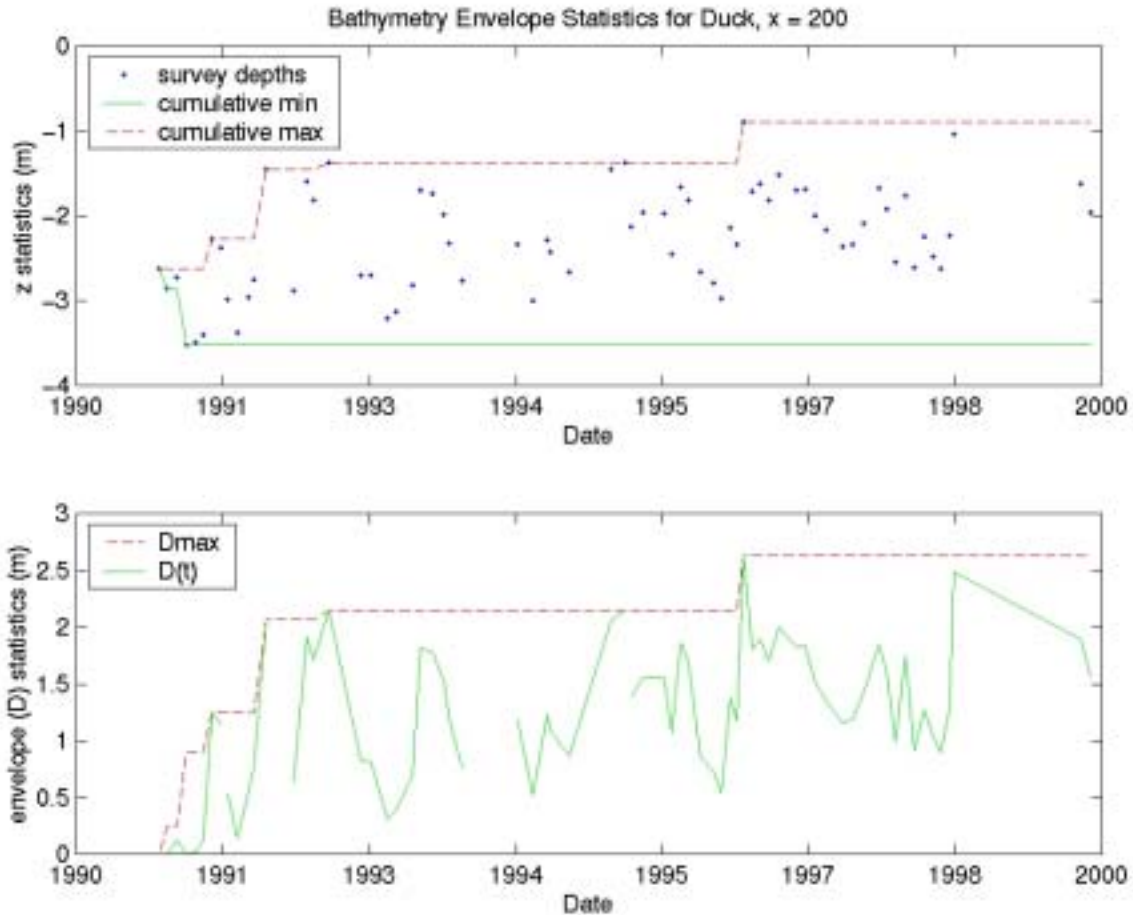 Bathymetry Envelope Statistics for Duck, x = 200
0
−1
−2
−3
−4
z statistics (m)
survey depths
cumulative min
cumulative max
1990 1991 1993 1994 1995 1997 1998 2000
Date
3
2.5
2
1.5
1
0.5
0
envelope (D) statistics (m)
Dmax
D(t)
1990 1991 1993 1994 1995 1997 1998 2000
Date